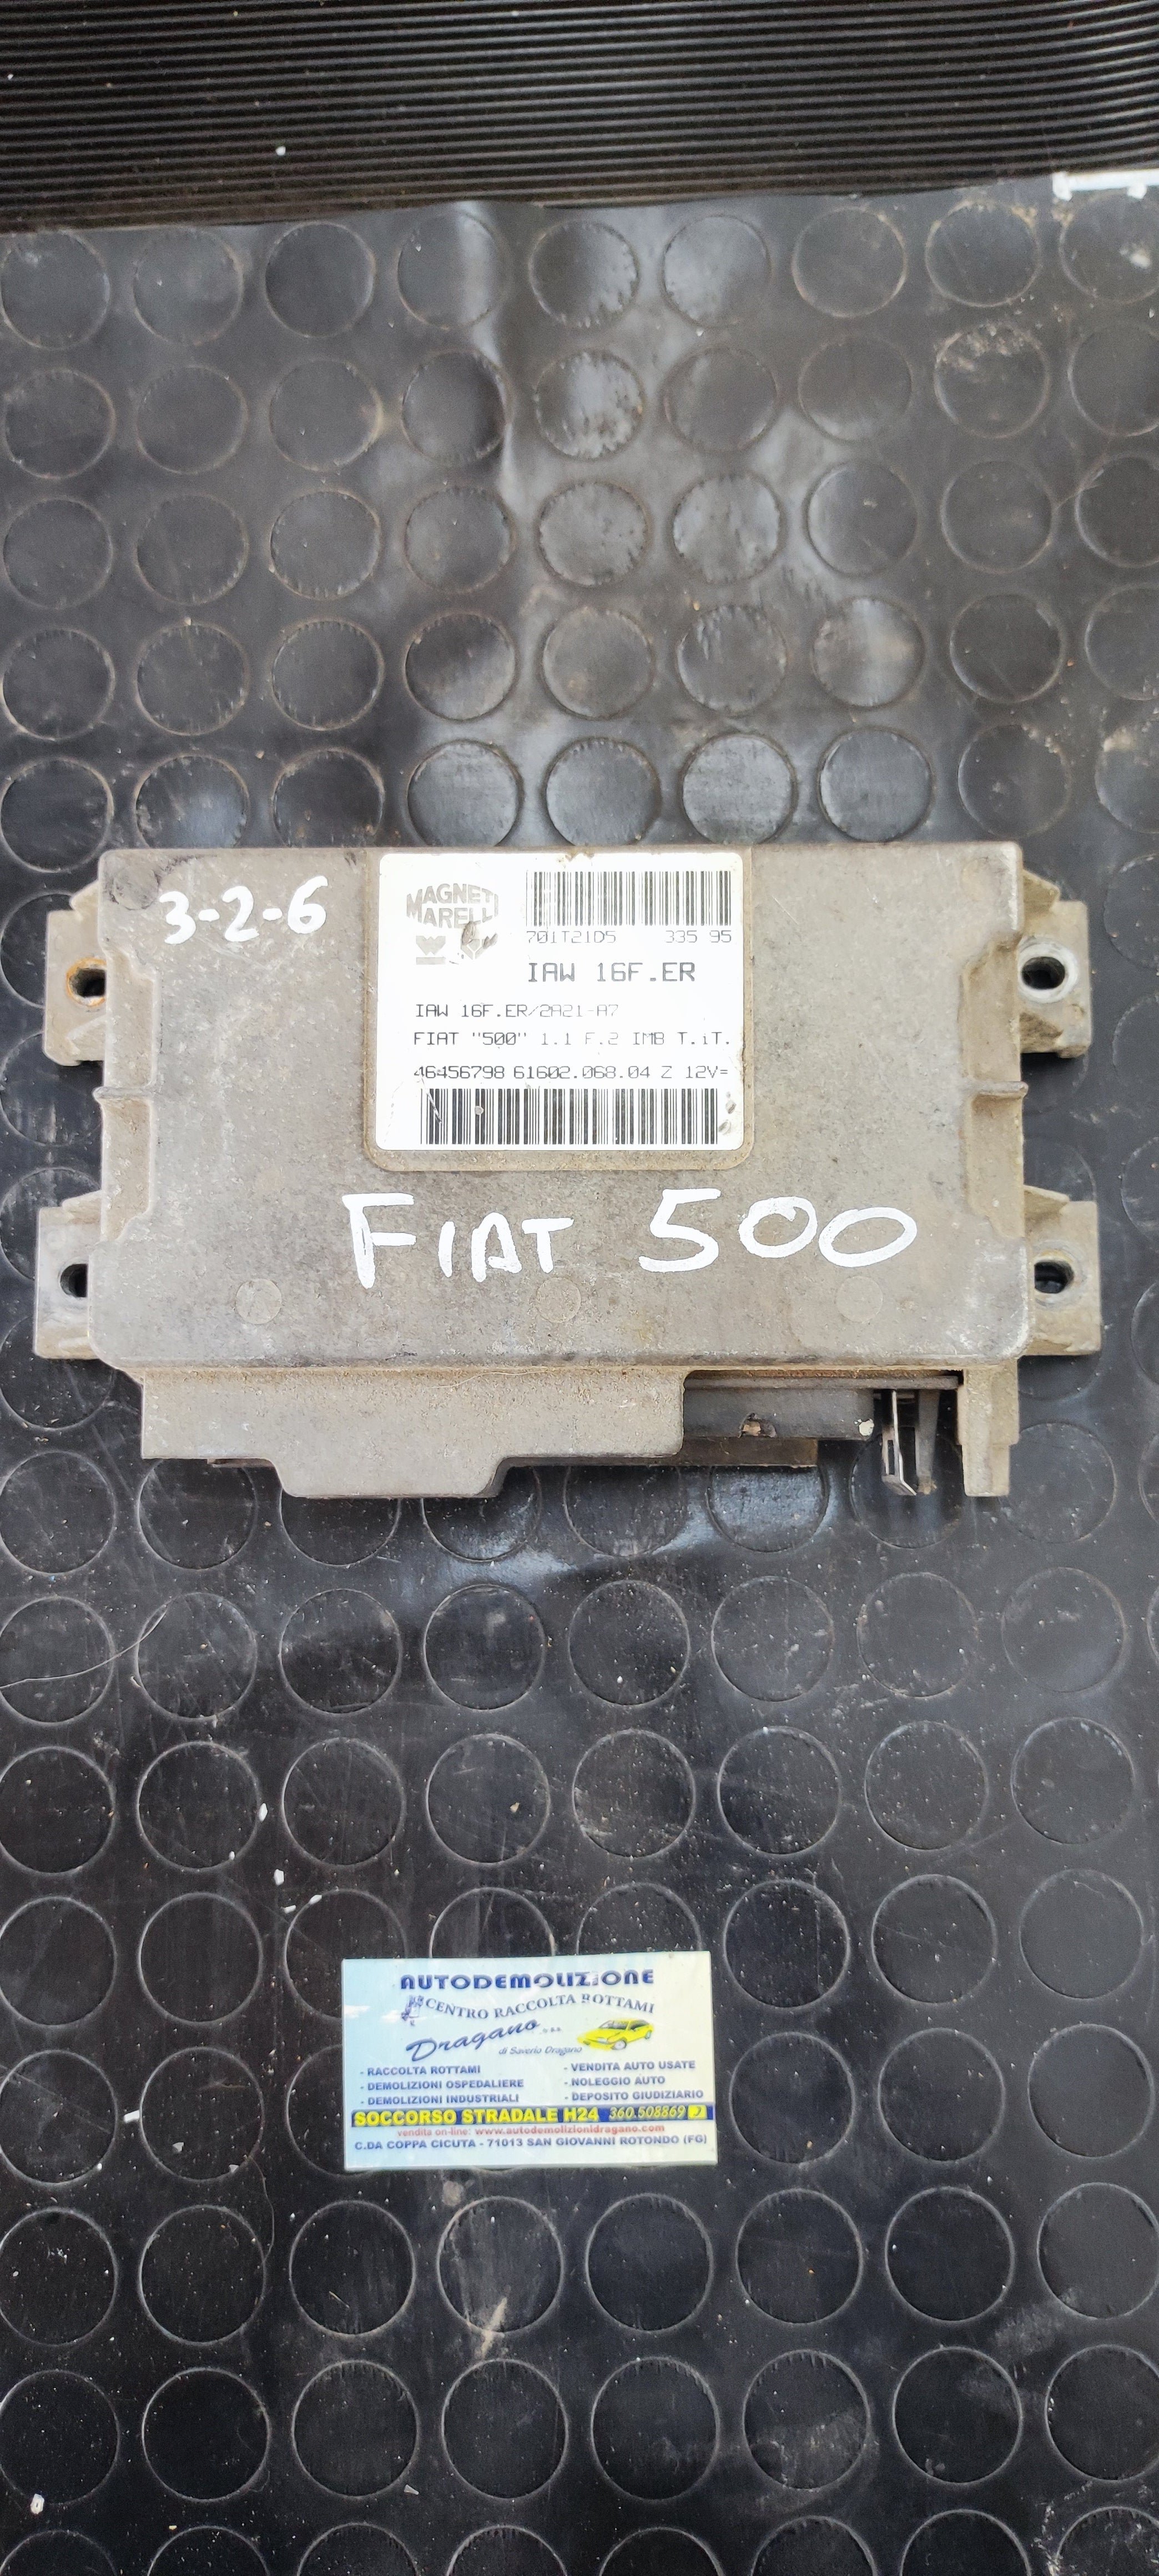 3-2-6
MAGNETI
MARELLI
701T21D5 335 95
IAW 16F.ER
IAW 16F.ER/2A21-A7
FIAT "500" 1.1 F.2 IMB T.iT.
46456798 61602.068.04 Z 12V=
FIAT 500
AUTODEMOLIZIONE
CENTRO RACCOLTA ROTTAMI
Dragano
di Saverio Dragano
- RACCOLTA ROTTAMI
- DEMOLIZIONI OSPEDALIERE
- DEMOLIZIONI INDUSTRIALI
- VENDITA AUTO USATE
- NOLEGGIO AUTO
- DEPOSITO GIUDIZIARIO
SOCCORSO STRADALE H24 360.508869
vendita on-line: www.autodemolizionidragano.com
C.DA COPPA CICUTA - 71013 SAN GIOVANNI ROTONDO (FG)